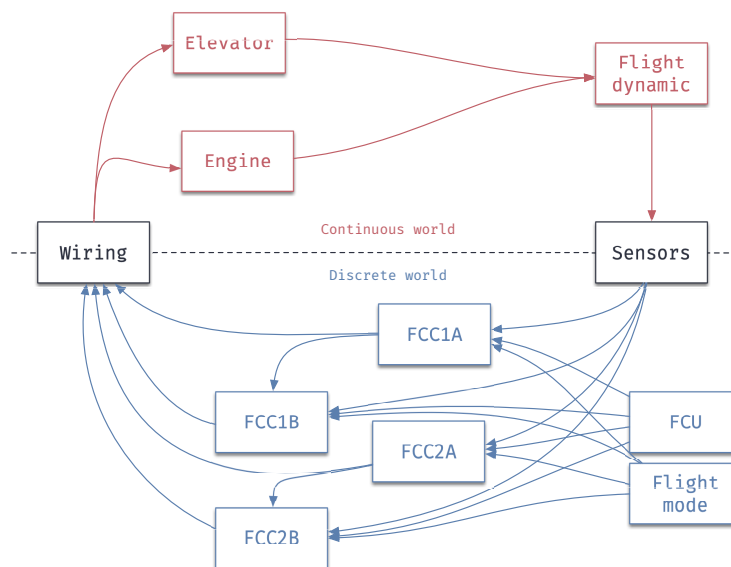 Elevator
Flight
dynamic
Engine
Continuous world
Wiring
Sensors
Discrete world
FCC1A
FCC1B
FCU
FCC2A
Flight
mode
FCC2B